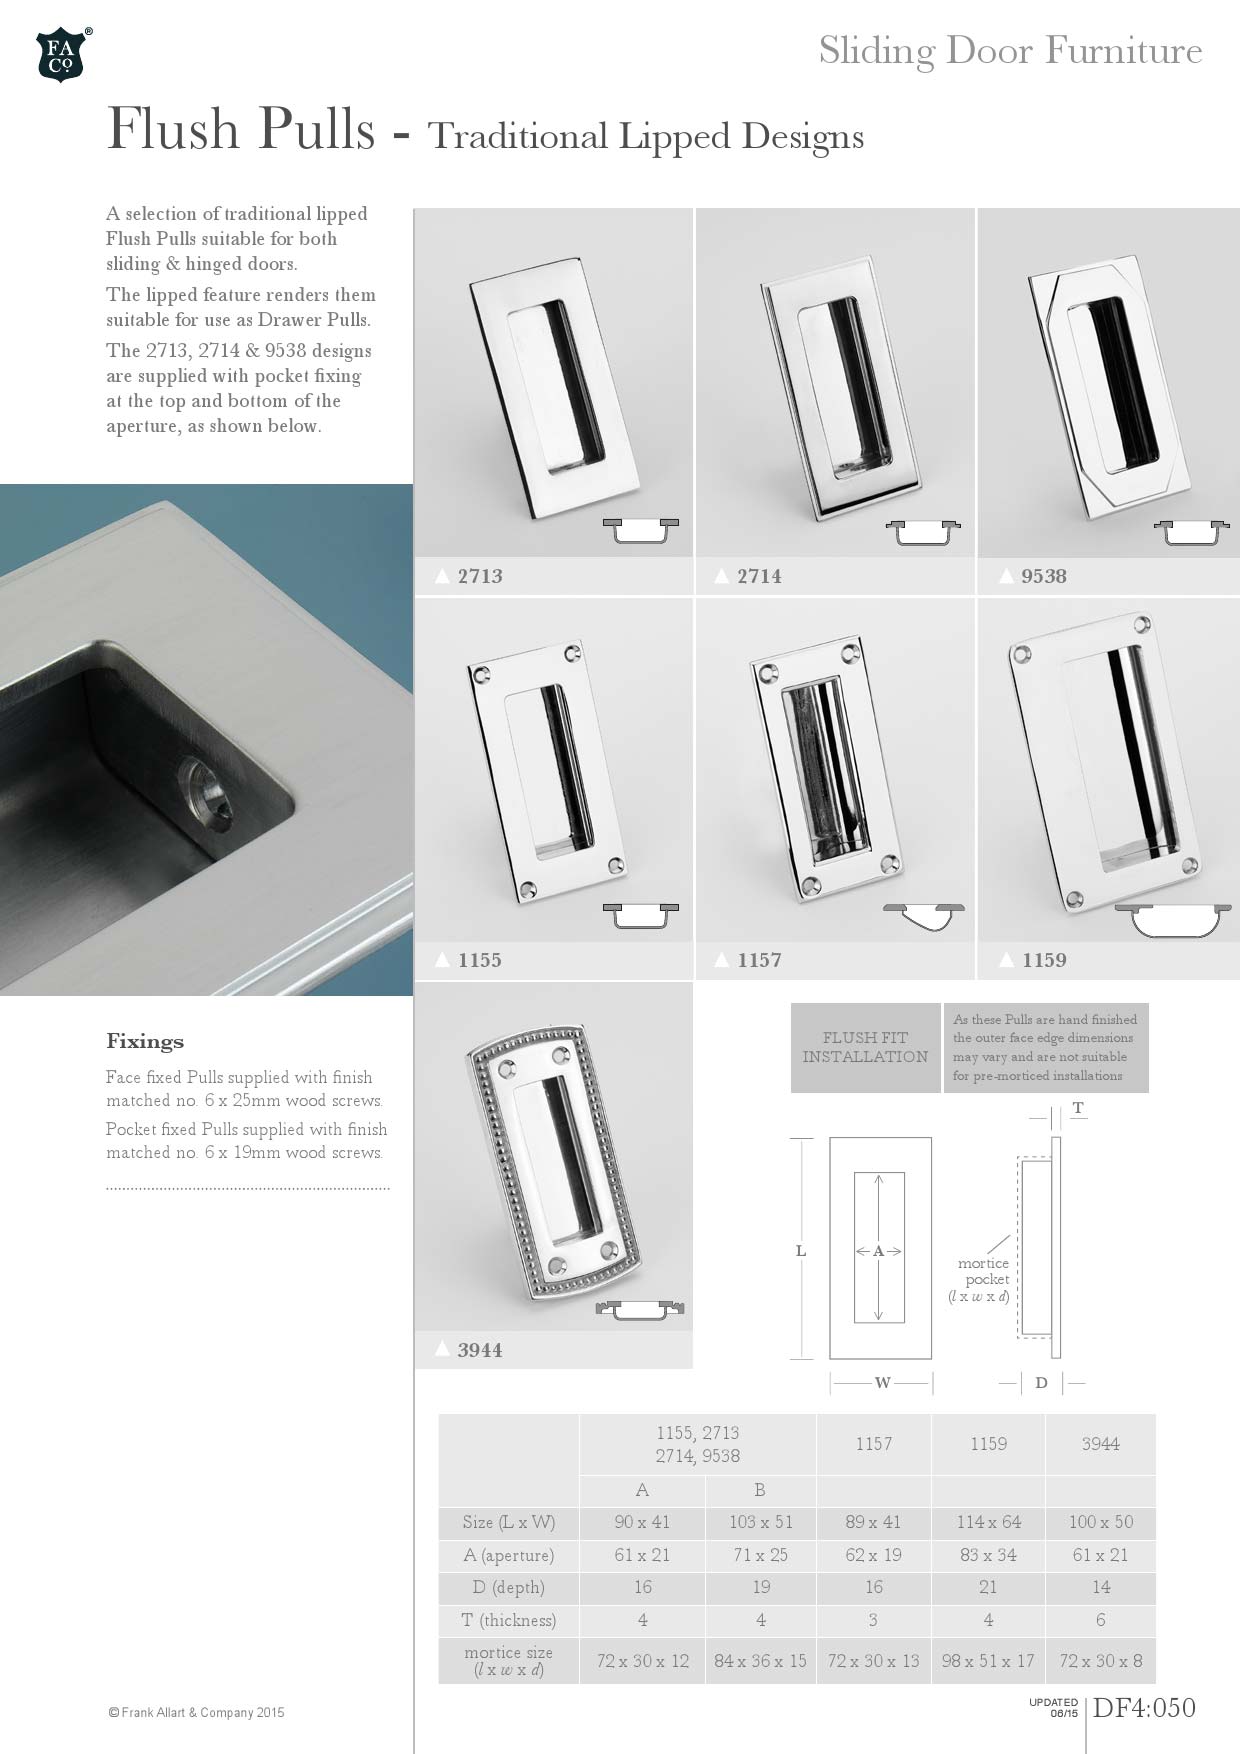 FA
Co.
®
Sliding Door Furniture
Flush Pulls - Traditional Lipped Designs
A selection of traditional lipped
Flush Pulls suitable for both
sliding & hinged doors.
The lipped feature renders them
suitable for use as Drawer Pulls.
The 2713, 2714 & 9538 designs
are supplied with pocket fixing
at the top and bottom of the
aperture, as shown below.
2713
2714
9538
1155
1157
1159
Fixings
Face fixed Pulls supplied with finish
matched no. 6 x 25mm wood screws.
Pocket fixed Pulls supplied with finish
matched no. 6 x 19mm wood screws.
3944
FLUSH FIT
INSTALLATION
As these Pulls are hand finished
the outer face edge dimensions
may vary and are not suitable
for pre-morticed installations
T
L
A
mortice
pocket
(l x w x d)
W
D
1155, 2713
2714, 9538
1157
1159
3944
A
B
Size (L x W) 90 x 41 103 x 51 89 x 41 114 x 64 100 x 50
A (aperture) 61 x 21 71 x 25 62 x 19 83 x 34 61 x 21
D (depth) 16 19 16 21 14
T (thickness) 4 4 3 4 6
mortice size
(l x w x d)
72 x 30 x 12 84 x 36 x 15 72 x 30 x 13 98 x 51 x 17 72 x 30 x 8
© Frank Allart & Company 2015
UPDATED
06/15
DF4:050